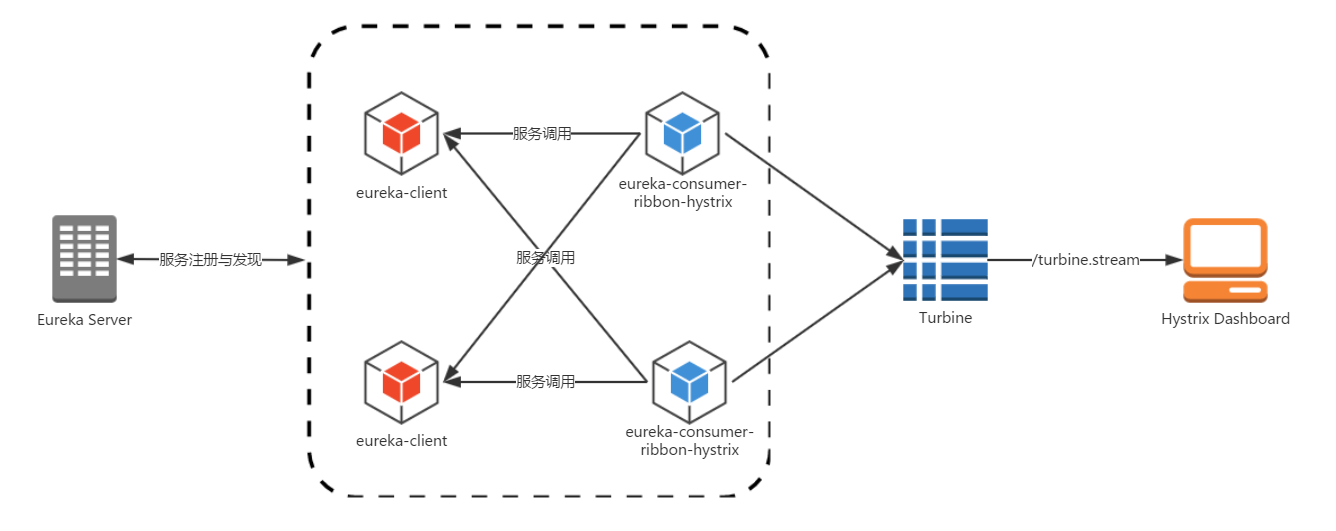 服务调用
eureka-client
eureka-consumer-
ribbon-hystrix
服务注册与发现
服务调用
/turbine.stream
Eureka Server
Turbine
Hystrix Dashboard
服务调用
eureka-client
eureka-consumer-
ribbon-hystrix